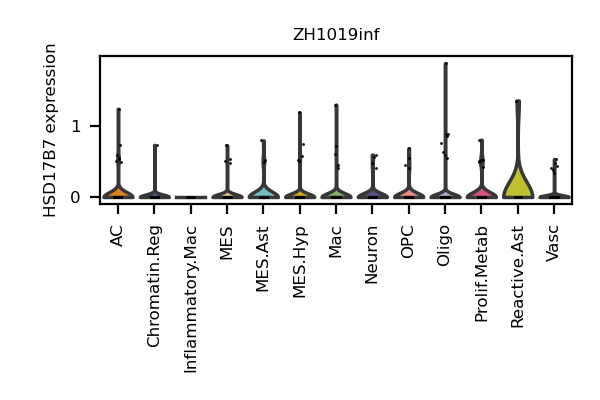 ZH1019inf
HSD17B7 expression
1
0
AC
Chromatin.Reg
Inflammatory.Mac
MES
MES.Ast
MES.Hyp
Mac
Neuron
OPC
Oligo
Prolif.Metab
Reactive.Ast
Vasc